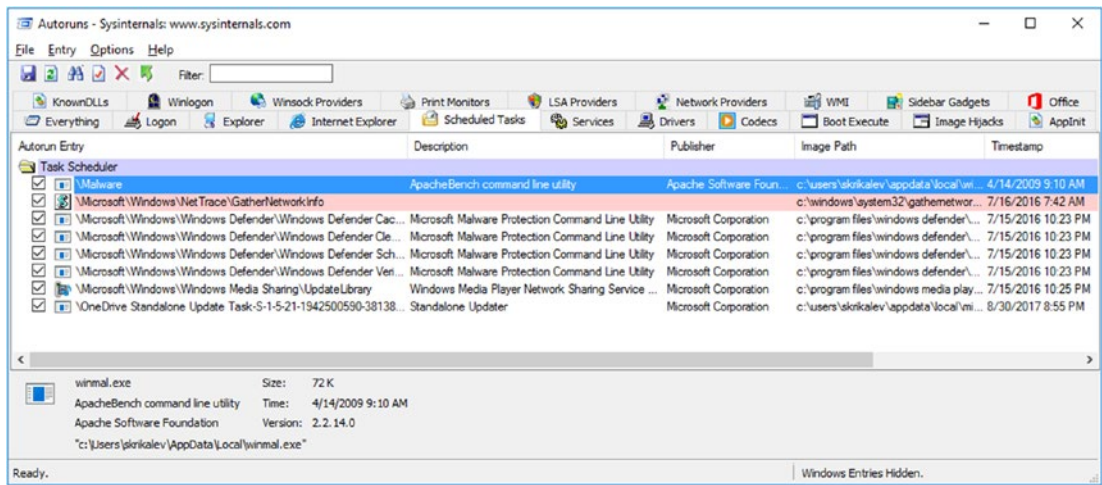 Autoruns - Sysinternals: www.sysinternals.com
File Entry Options Help
Filter:
KnownDLLs Winlogon Winsock Providers Print Monitors LSA Providers Network Providers WMI Sidebar Gadgets Office
Everything Logon Explorer Internet Explorer Scheduled Tasks Services Drivers Codecs Boot Execute Image Hijacks AppInit
Autorun Entry Description Publisher Image Path Timestamp
Task Scheduler
\Malware ApacheBench command line utility Apache Software Foun... c:\users\skrikalev\appdata\local\wi... 4/14/2009 9:10 AM
\Microsoft\Windows\NetTrace\GatherNetworkInfo c:\windows\system32\gathernetwor... 7/16/2016 7:42 AM
\Microsoft\Windows\Windows Defender\Windows Defender Cac... Microsoft Malware Protection Command Line Utility Microsoft Corporation c:\program files\windows defender\... 7/15/2016 10:23 PM
\Microsoft\Windows\Windows Defender\Windows Defender Cle... Microsoft Malware Protection Command Line Utility Microsoft Corporation c:\program files\windows defender\... 7/15/2016 10:23 PM
\Microsoft\Windows\Windows Defender\Windows Defender Sch... Microsoft Malware Protection Command Line Utility Microsoft Corporation c:\program files\windows defender\... 7/15/2016 10:23 PM
\Microsoft\Windows\Windows Defender\Windows Defender Veri... Microsoft Malware Protection Command Line Utility Microsoft Corporation c:\program files\windows defender\... 7/15/2016 10:23 PM
\Microsoft\Windows\Windows Media Sharing\UpdateLibrary Windows Media Player Network Sharing Service ... Microsoft Corporation c:\program files\windows media play... 7/15/2016 10:25 PM
\OneDrive Standalone Update Task-S-1-5-21-1942500590-38138... Standalone Updater Microsoft Corporation c:\users\skrikalev\appdata\local\mi... 8/30/2017 8:55 PM
winmal.exe Size: 72 K
ApacheBench command line utility Time: 4/14/2009 9:10 AM
Apache Software Foundation Version: 2.2.14.0
"c:\Users\skrikalev\AppData\Local\winmal.exe"
Ready. Windows Entries Hidden.